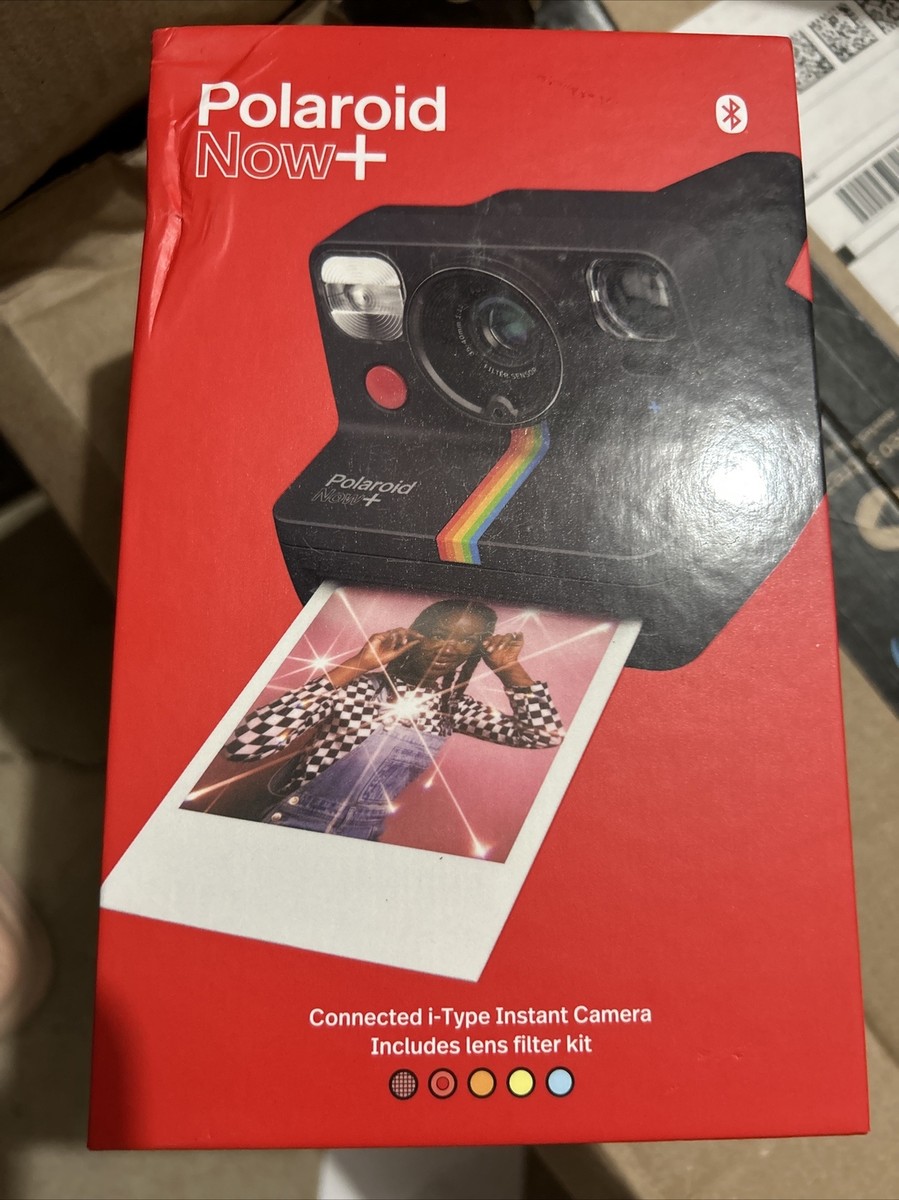 Polaroid
Now+
Polaroid
Now+
Connected i-Type Instant Camera
Includes lens filter kit